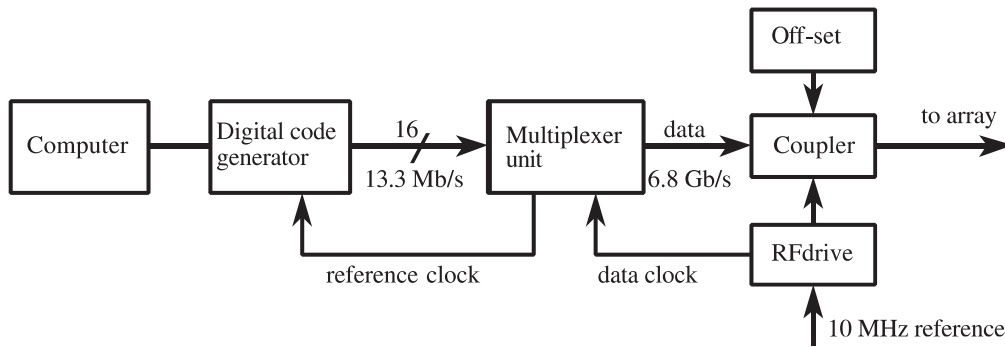 Off-set
to array
Computer
Digital code
generator
16
13.3 Mb/s
Multiplexer
unit
data
6.8 Gb/s
Coupler
reference clock
data clock
RFdrive
10 MHz reference